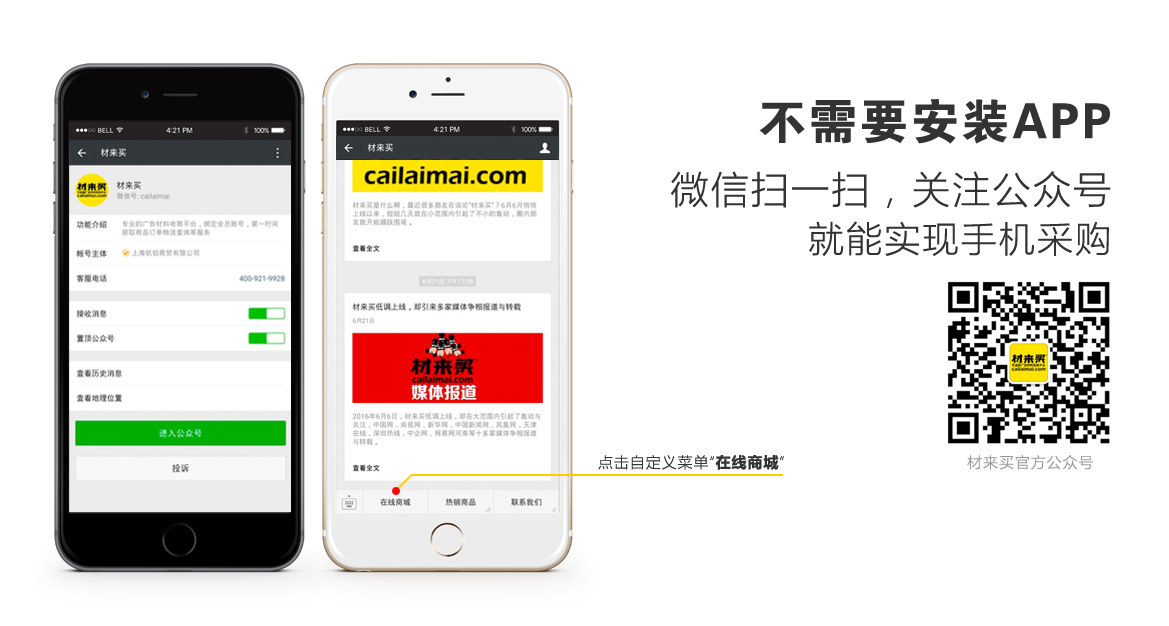 ●●●○○ BELL
4:21 PM
100%
材来买
材来买
cailaimai.com
材来买
微信号: cailaimai
功能介绍
专业的广告材料电商平台，绑定会员账号，第一时间
获取商品订单物流查询等服务
帐号主体
客服电话
400-921-9928
接收消息
置顶公众号
查看历史消息
查看地理位置
进入公众号
投诉
●●●○○ BELL
4:21 PM
100%
材来买
cailaimai.com
材来买是什么啊，最近很多朋友在谈论"材来买"？6月6月悄悄
上线以来，短短几天就在小范围内引起了不小的轰动，圈内朋
友就开始踊跃围观。
查看全文
6月21日 下午17:58
材来买低调上线，却引来多家媒体争相报道与转载
6月21日
材来买
cailaimai.com
媒体报道
2016年6月6日，材来买低调上线，即在大范围内引起了轰动与
关注，中国网，央视网，新华网，中国新闻网，凤凰网，天津
在线，深圳热线，中企网，网易网河南等十多家媒体争相报道
与转载。
查看全文
在线商城
热销商品
联系我们
点击自定义菜单“在线商城”
不需要安装APP
微信扫一扫，关注公众号
就能实现手机采购
材来买
cailaimai.com
材来买官方公众号